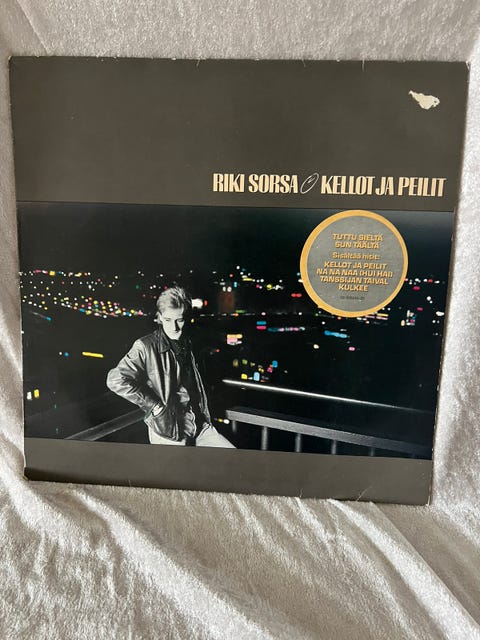 RIKI SORSA KELLOT JA PEILIT
TUTTU SIELTÄ
SUN TÄÄLTÄ
Sisältää hitit:
KELLOT JA PEILIT
NA NA NAA (HUI HAI)
TANSSIJAN TAIVAL
KULKEE